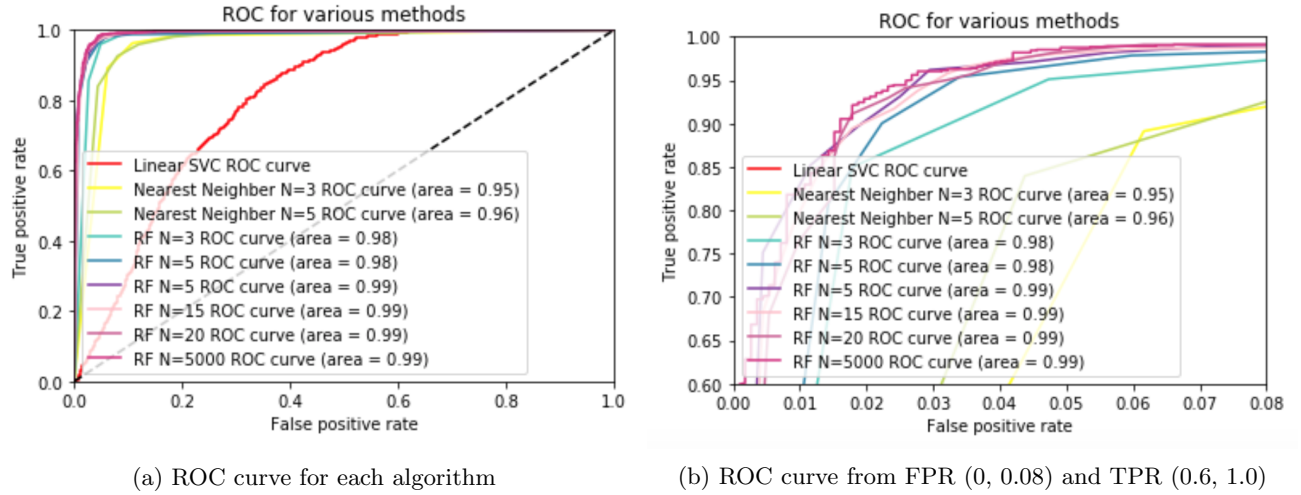 ROC for various methods
True positive rate
1.0
0.8
0.6
0.4
0.2
0.0
Linear SVC ROC curve
Nearest Neighber N=3 ROC curve (area = 0.95)
Nearest Neighber N=5 ROC curve (area = 0.96)
RF N=3 ROC curve (area = 0.98)
RF N=5 ROC curve (area = 0.98)
RF N=5 ROC curve (area = 0.99)
RF N=15 ROC curve (area = 0.99)
RF N=20 ROC curve (area = 0.99)
RF N=5000 ROC curve (area = 0.99)
0.0 0.2 0.4 0.6 0.8 1.0
False positive rate
(a) ROC curve for each algorithm
ROC for various methods
True positive rate
1.00
0.95
0.90
0.85
0.80
0.75
0.70
0.65
0.60
Linear SVC ROC curve
Nearest Neighber N=3 ROC curve (area = 0.95)
Nearest Neighber N=5 ROC curve (area = 0.96)
RF N=3 ROC curve (area = 0.98)
RF N=5 ROC curve (area = 0.98)
RF N=5 ROC curve (area = 0.99)
RF N=15 ROC curve (area = 0.99)
RF N=20 ROC curve (area = 0.99)
RF N=5000 ROC curve (area = 0.99)
0.00 0.01 0.02 0.03 0.04 0.05 0.06 0.07 0.08
False positive rate
(b) ROC curve from FPR (0, 0.08) and TPR (0.6, 1.0)